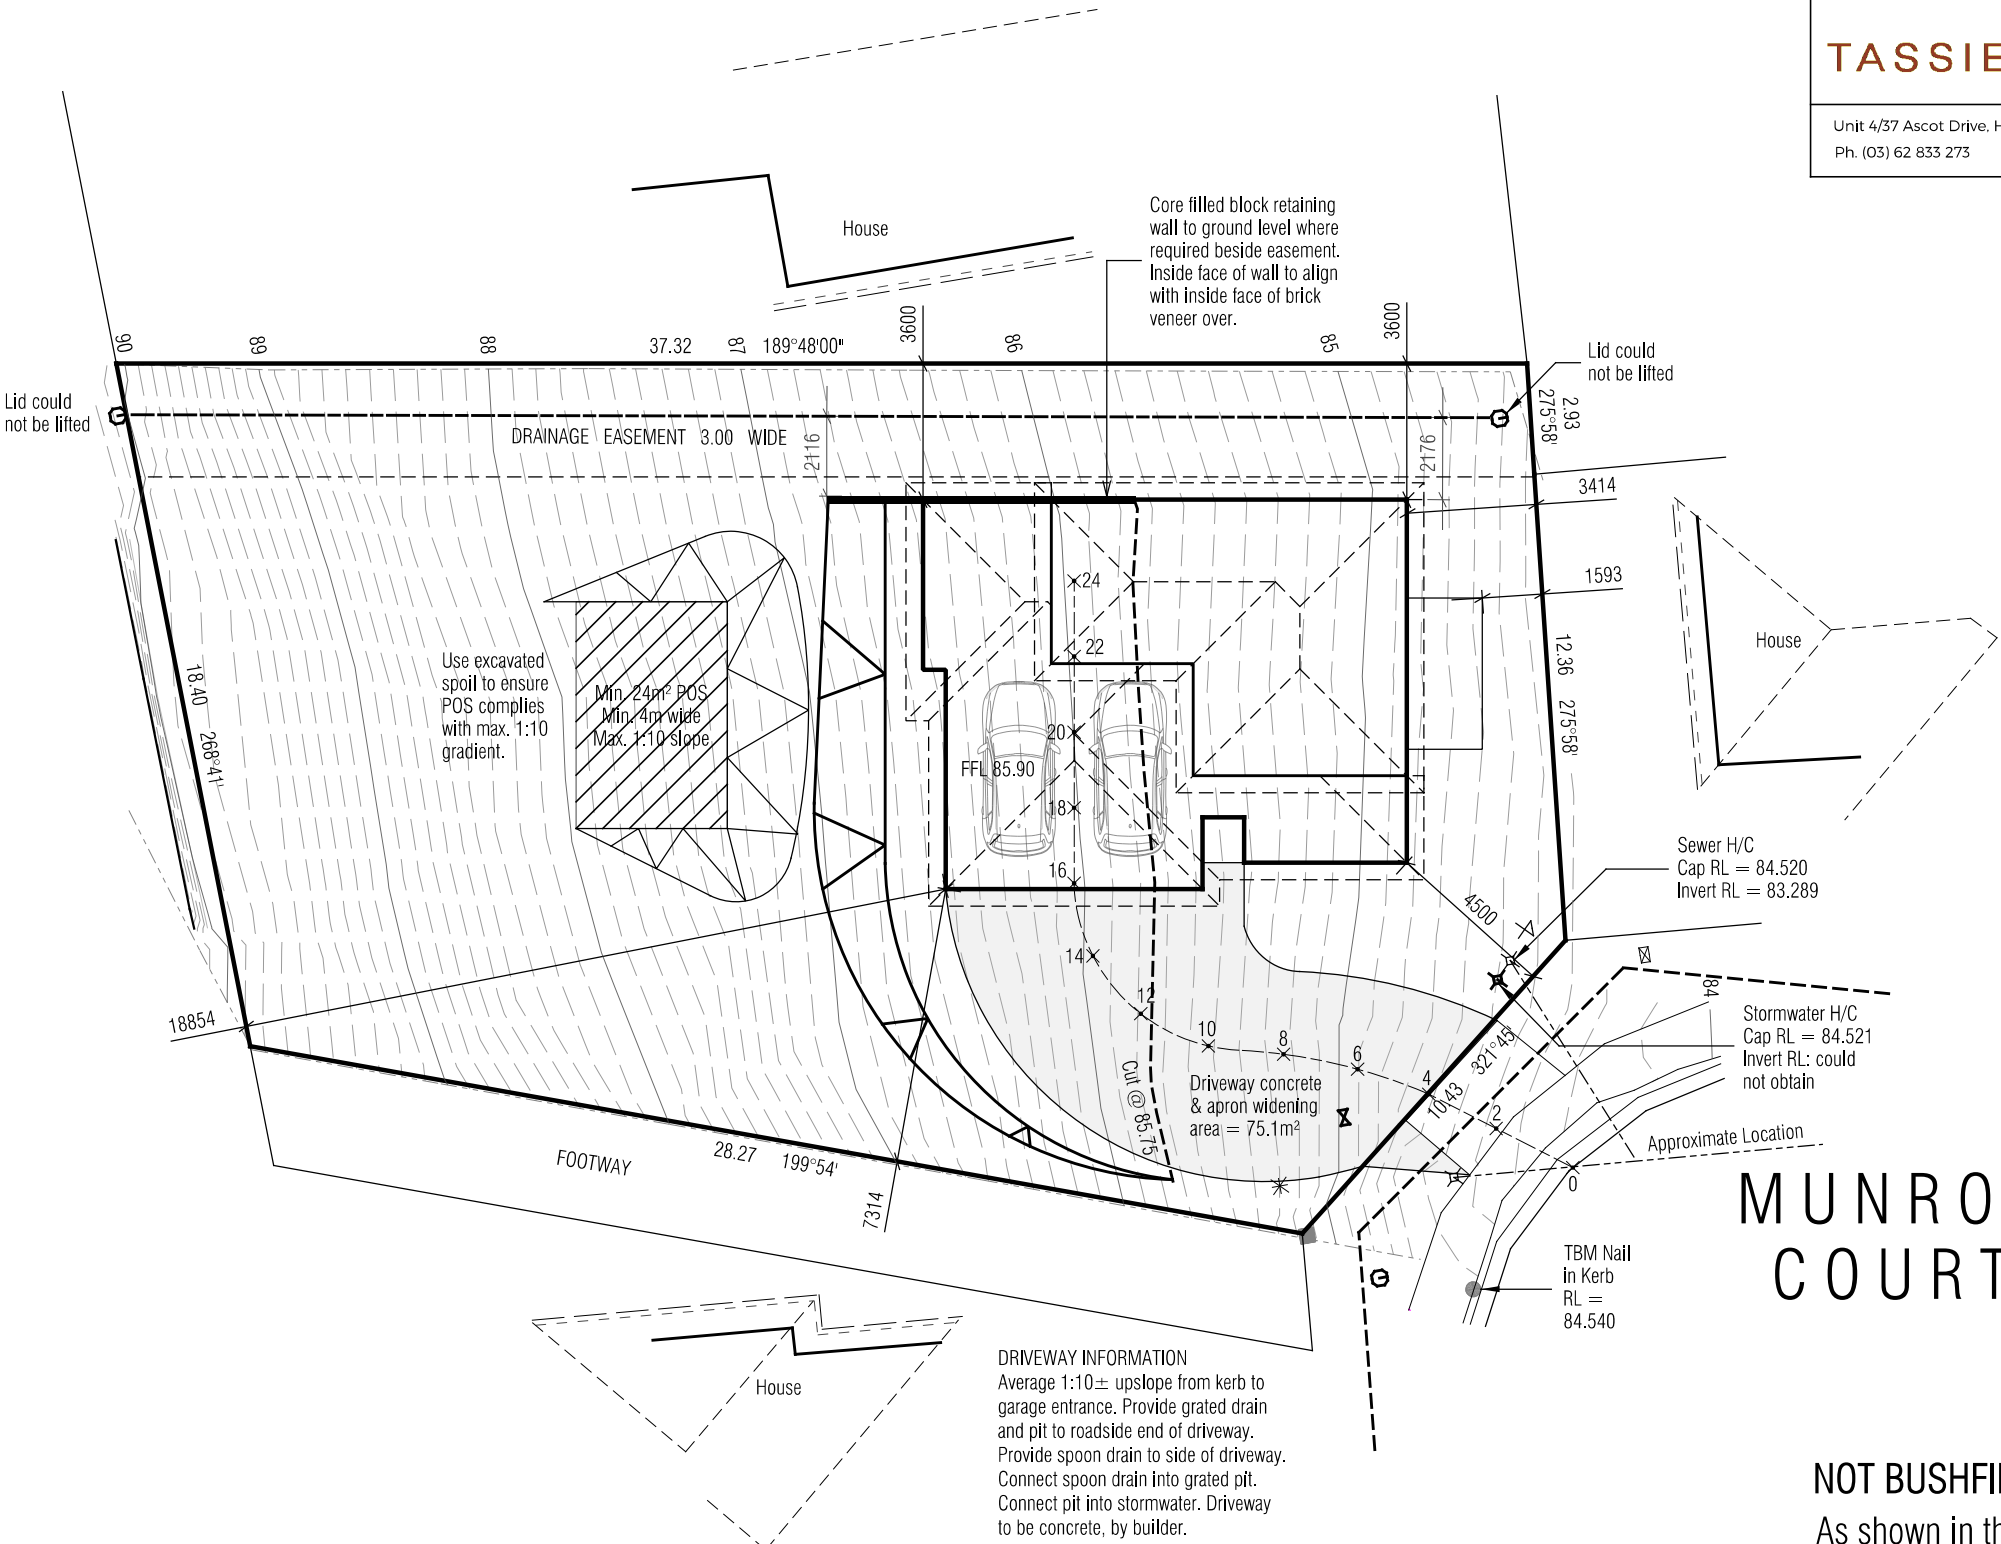 TASSIE
Unit 4/37 Ascot Drive, H
Ph. (03) 62 833 273
House
Core filled block retaining
wall to ground level where
required beside easement.
Inside face of wall to align
with inside face of brick
veneer over.
90
89
88
37.32
87
189°48'00"
3600
86
85
3600
Lid could
not be lifted
Lid could
not be lifted
2.93
275°58'
DRAINAGE EASEMENT 3.00 WIDE
2116
2176
3414
1593
House
12.36 275°58'
18.40 268°41'
Use excavated
spoil to ensure
POS complies
with max. 1:10
gradient.
Min. 24m² POS
Min. 4m wide
Max. 1:10 slope
24
22
20
FFL 85.90
18
16
14
12
10
8
6
4
2
0
Sewer H/C
Cap RL = 84.520
Invert RL = 83.289
4500
84
Stormwater H/C
Cap RL = 84.521
Invert RL: could
not obtain
18854
Cut @ 85.75
Driveway concrete
& apron widening
area = 75.1m²
10.43 321°45'
Approximate Location
FOOTWAY
28.27 199°54'
7314
MUNRO
COURT
TBM Nail
in Kerb
RL =
84.540
House
DRIVEWAY INFORMATION
Average 1:10± upslope from kerb to
garage entrance. Provide grated drain
and pit to roadside end of driveway.
Provide spoon drain to side of driveway.
Connect spoon drain into grated pit.
Connect pit into stormwater. Driveway
to be concrete, by builder.
NOT BUSHFI
As shown in th